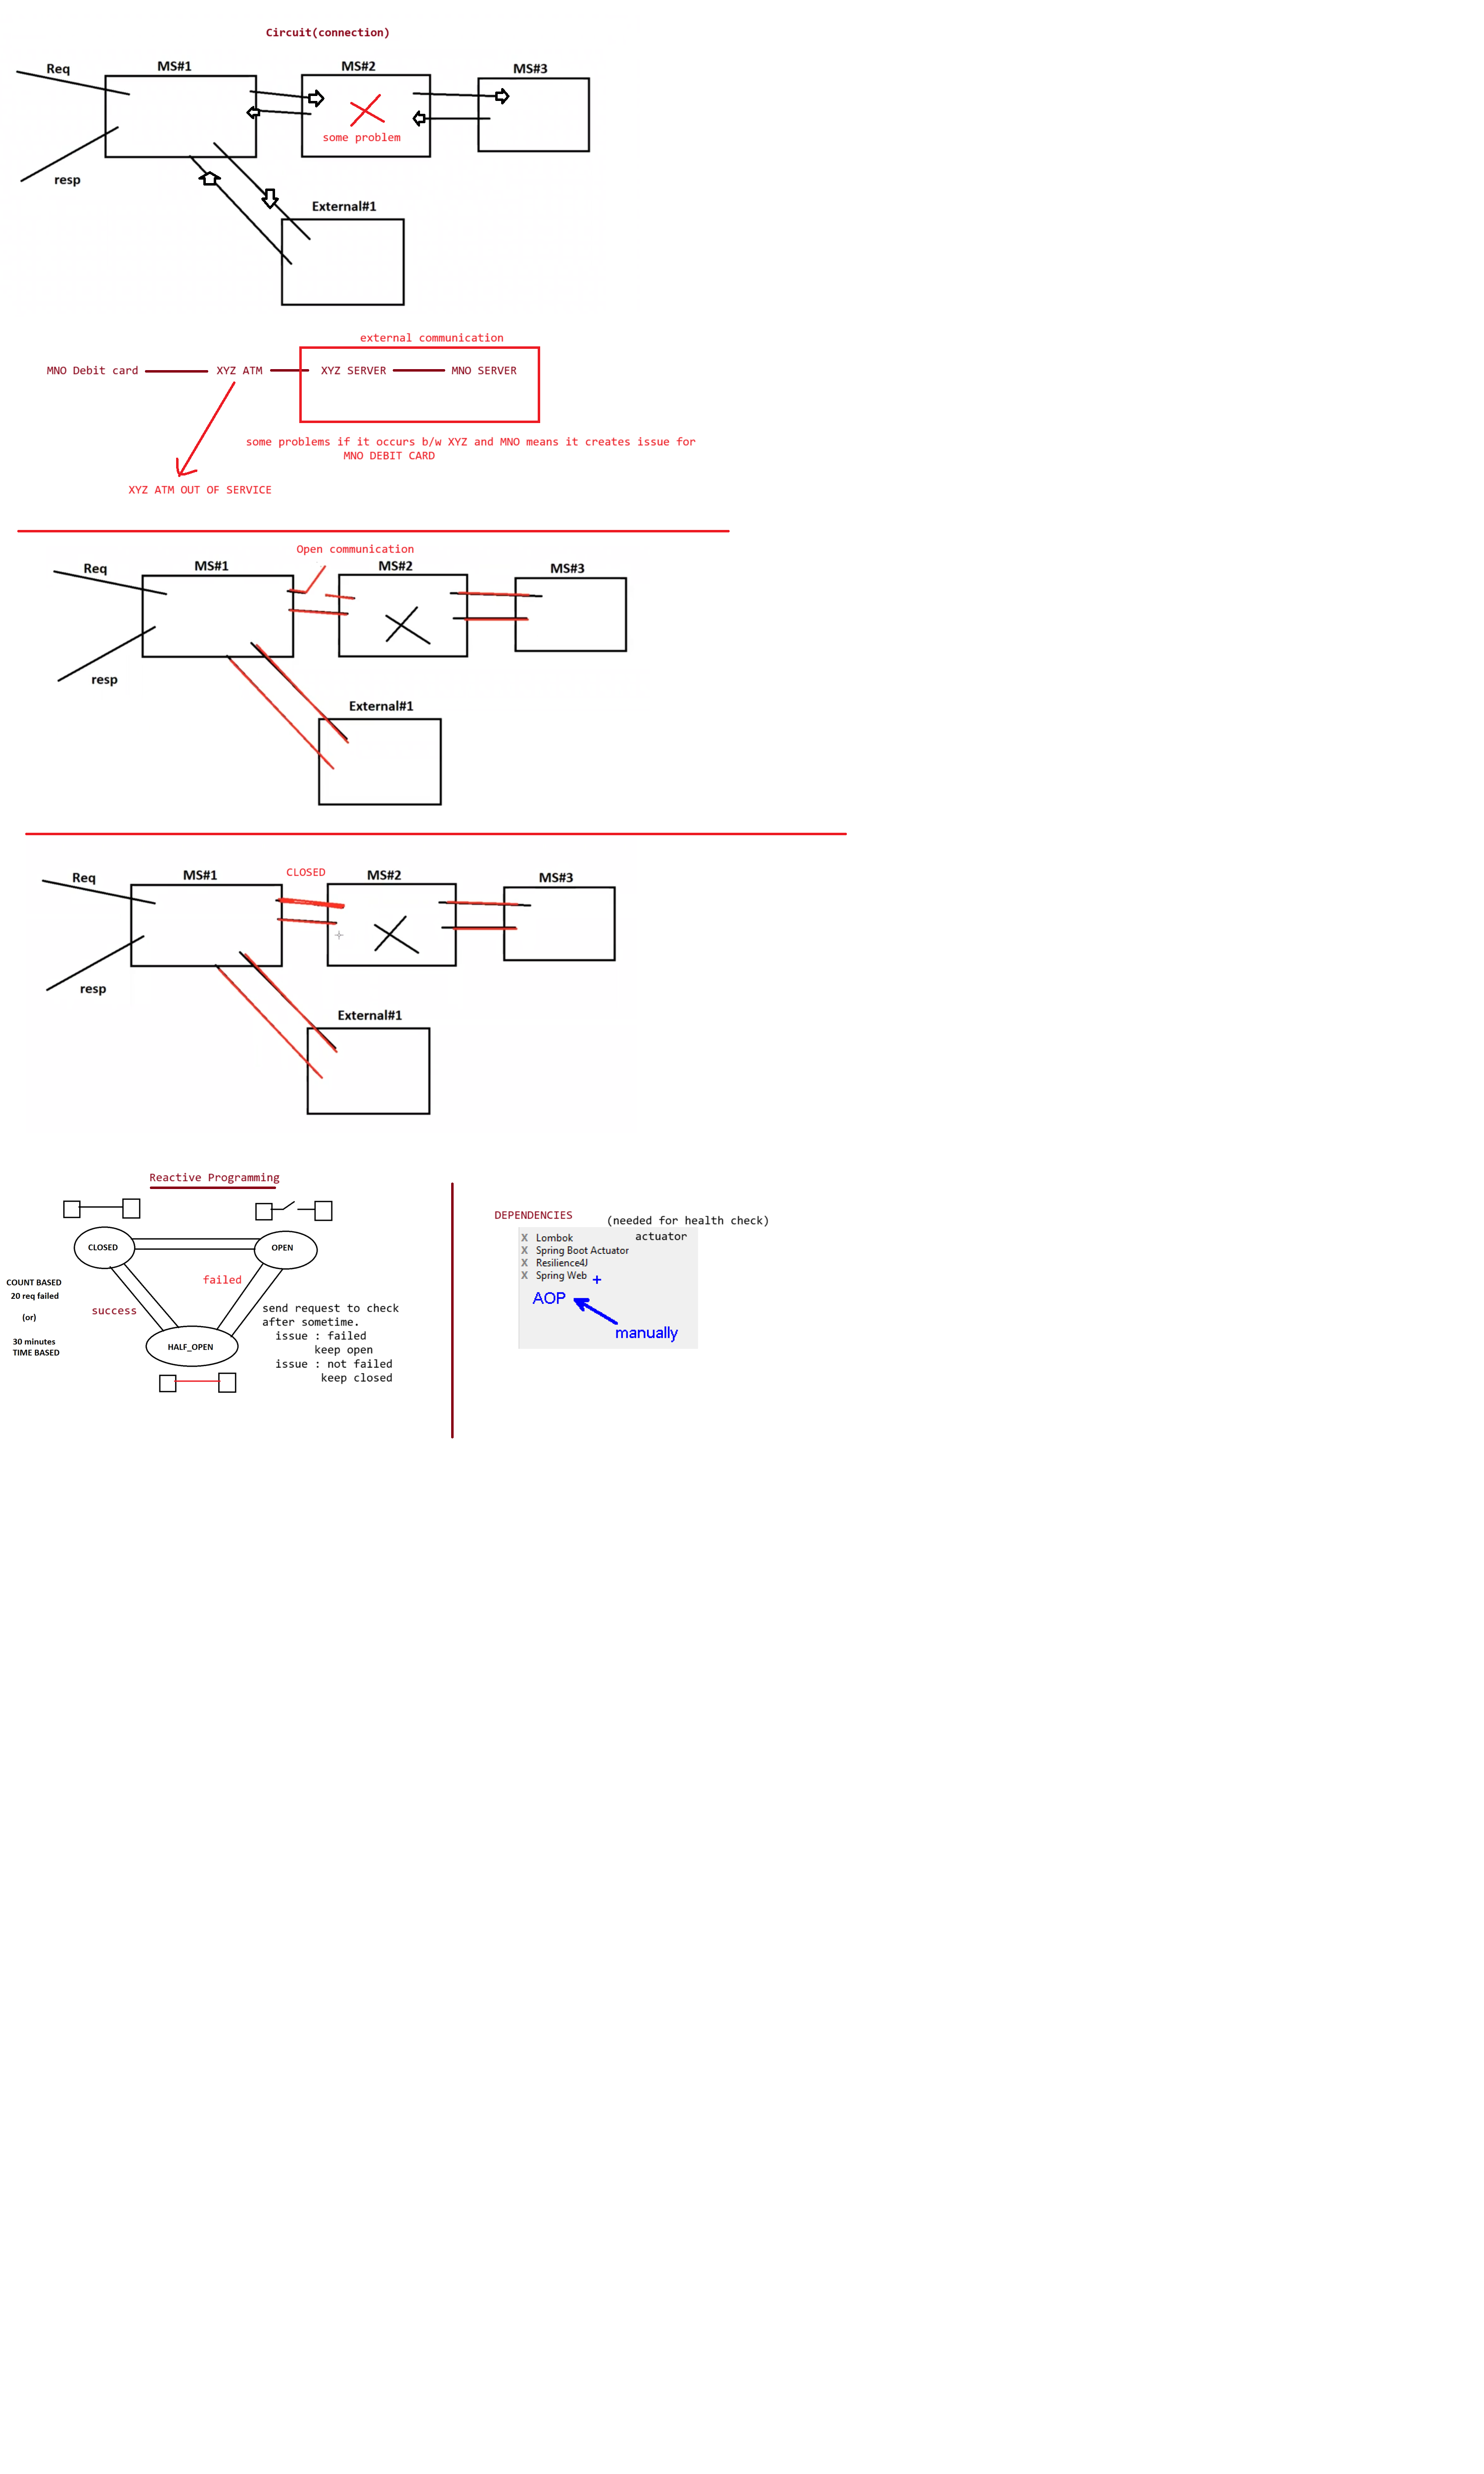 Circuit(connection)
Req
MS#1
MS#2
MS#3
some problem
resp
External#1
external communication
MNO Debit card
XYZ ATM
XYZ SERVER
MNO SERVER
some problems if it occurs b/w XYZ and MNO means it creates issue for
MNO DEBIT CARD
XYZ ATM OUT OF SERVICE
Open communication
Req
MS#1
MS#2
MS#3
resp
External#1
Req
MS#1
CLOSED
MS#2
MS#3
resp
External#1
Reactive Programming
CLOSED
OPEN
failed
COUNT BASED
20 req failed
(or)
30 minutes
TIME BASED
success
HALF_OPEN
send request to check
after sometime.
issue : failed
keep open
issue : not failed
keep closed
DEPENDENCIES
(needed for health check)
actuator
X Lombok
X Spring Boot Actuator
X Resilience4J
X Spring Web +
AOP
manually